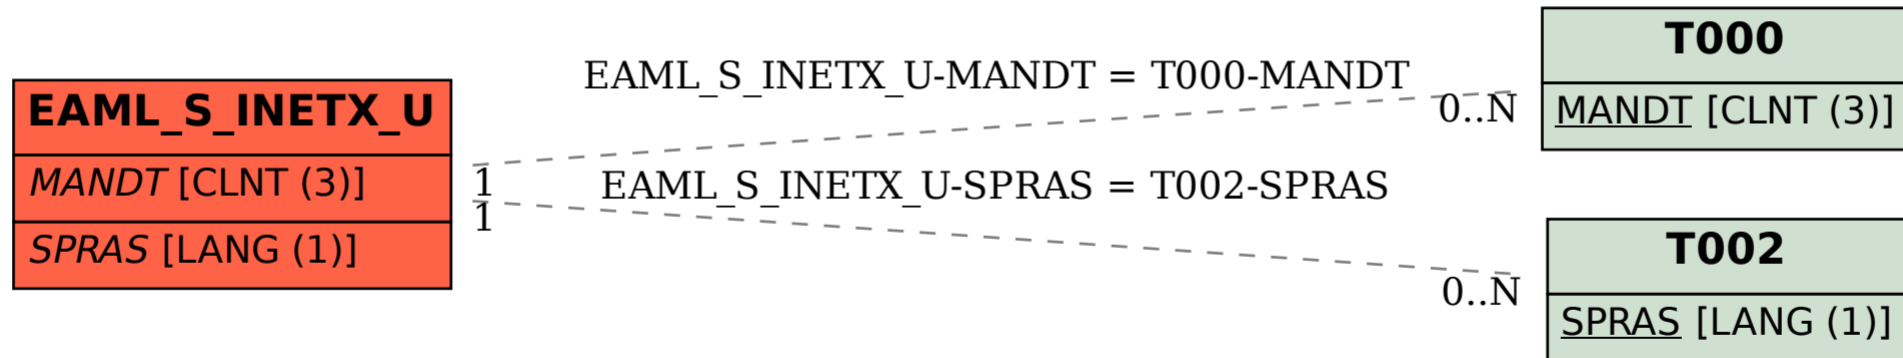 EAML_S_INETX_U
MANDT [CLNT (3)]
SPRAS [LANG (1)]
EAML_S_INETX_U-MANDT = T000-MANDT
1
0..N
EAML_S_INETX_U-SPRAS = T002-SPRAS
1
0..N
T000
MANDT [CLNT (3)]
T002
SPRAS [LANG (1)]